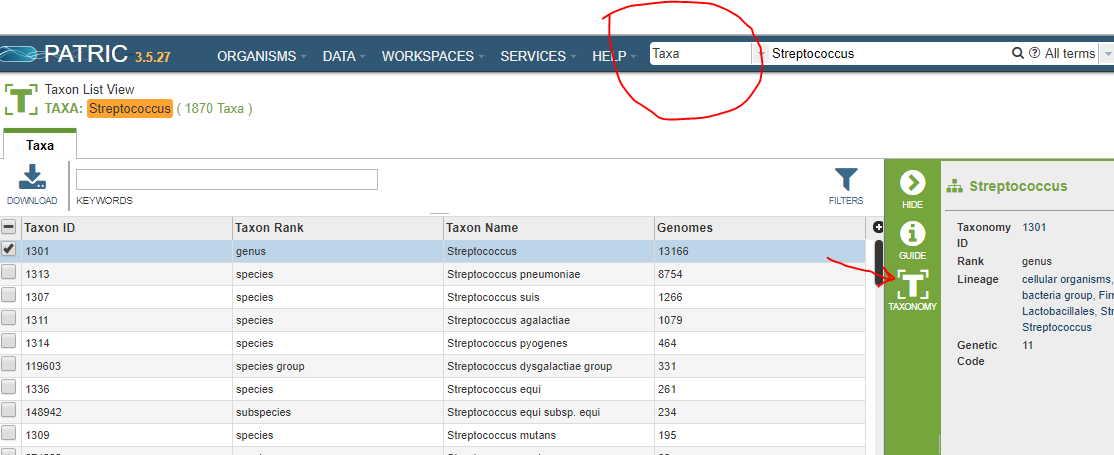 PATRIC 3.5.27 ORGANISMS DATA WORKSPACES SERVICES HELP Taxa Streptococcus All terms
Taxon List View
TAXA: Streptococcus ( 1870 Taxa )
Taxa
DOWNLOAD
KEYWORDS
FILTERS
Taxon ID Taxon Rank Taxon Name Genomes
1301 genus Streptococcus 13166
1313 species Streptococcus pneumoniae 8754
1307 species Streptococcus suis 1266
1311 species Streptococcus agalactiae 1079
1314 species Streptococcus pyogenes 464
119603 species group Streptococcus dysgalactiae group 331
1336 species Streptococcus equi 261
148942 subspecies Streptococcus equi subsp. equi 234
1309 species Streptococcus mutans 195
HIDE
GUIDE
TAXONOMY
Streptococcus
Taxonomy ID 1301
Rank genus
Lineage cellular organisms,
bacteria group, Fir
Lactobacillales, Str
Streptococcus
Genetic Code 11